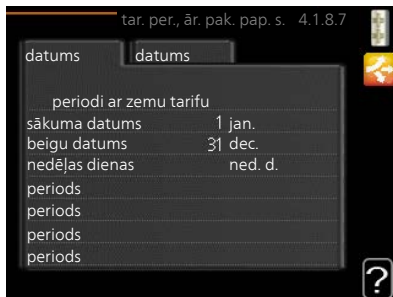 tar. per., ār. pak. pap. s. 4.1.8.7
datums datums
periodi ar zemu tarifu
sākuma datums 1 jan.
beigu datums 31 dec.
nedēļas dienas ned. d.
periods
periods
periods
periods
?